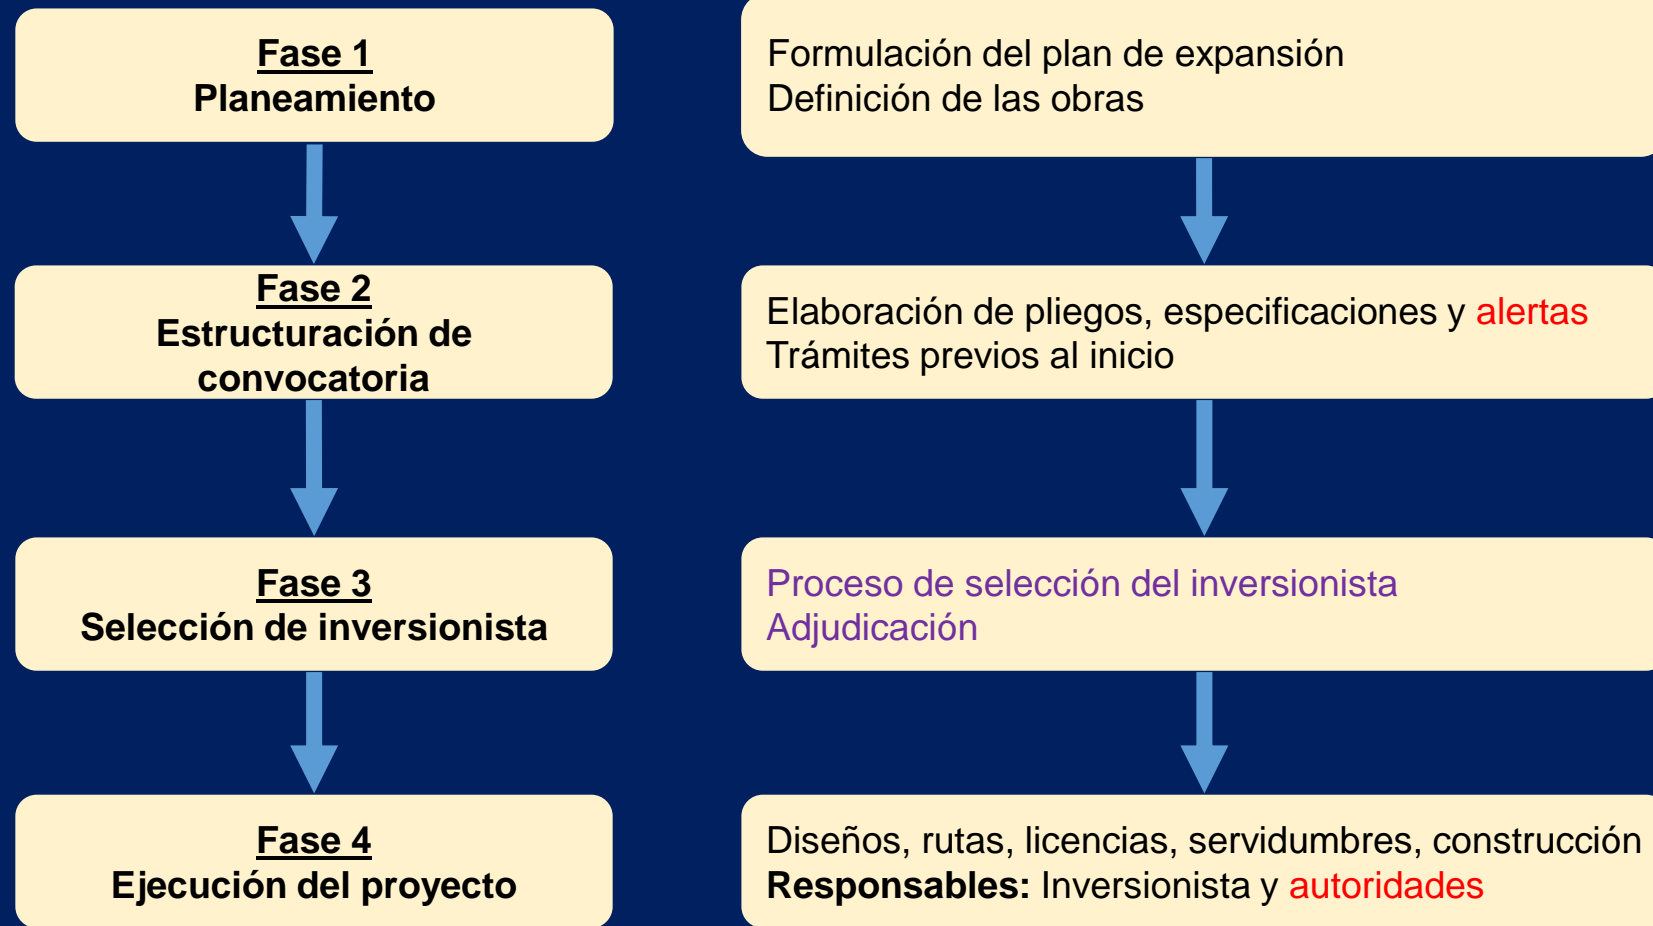 Fase 1
Planeamiento
Formulación del plan de expansión
Definición de las obras
Fase 2
Estructuración de
convocatoria
Elaboración de pliegos, especificaciones y alertas
Trámites previos al inicio
Fase 3
Selección de inversionista
Proceso de selección del inversionista
Adjudicación
Fase 4
Ejecución del proyecto
Diseños, rutas, licencias, servidumbres, construcción
Responsables: Inversionista y autoridades